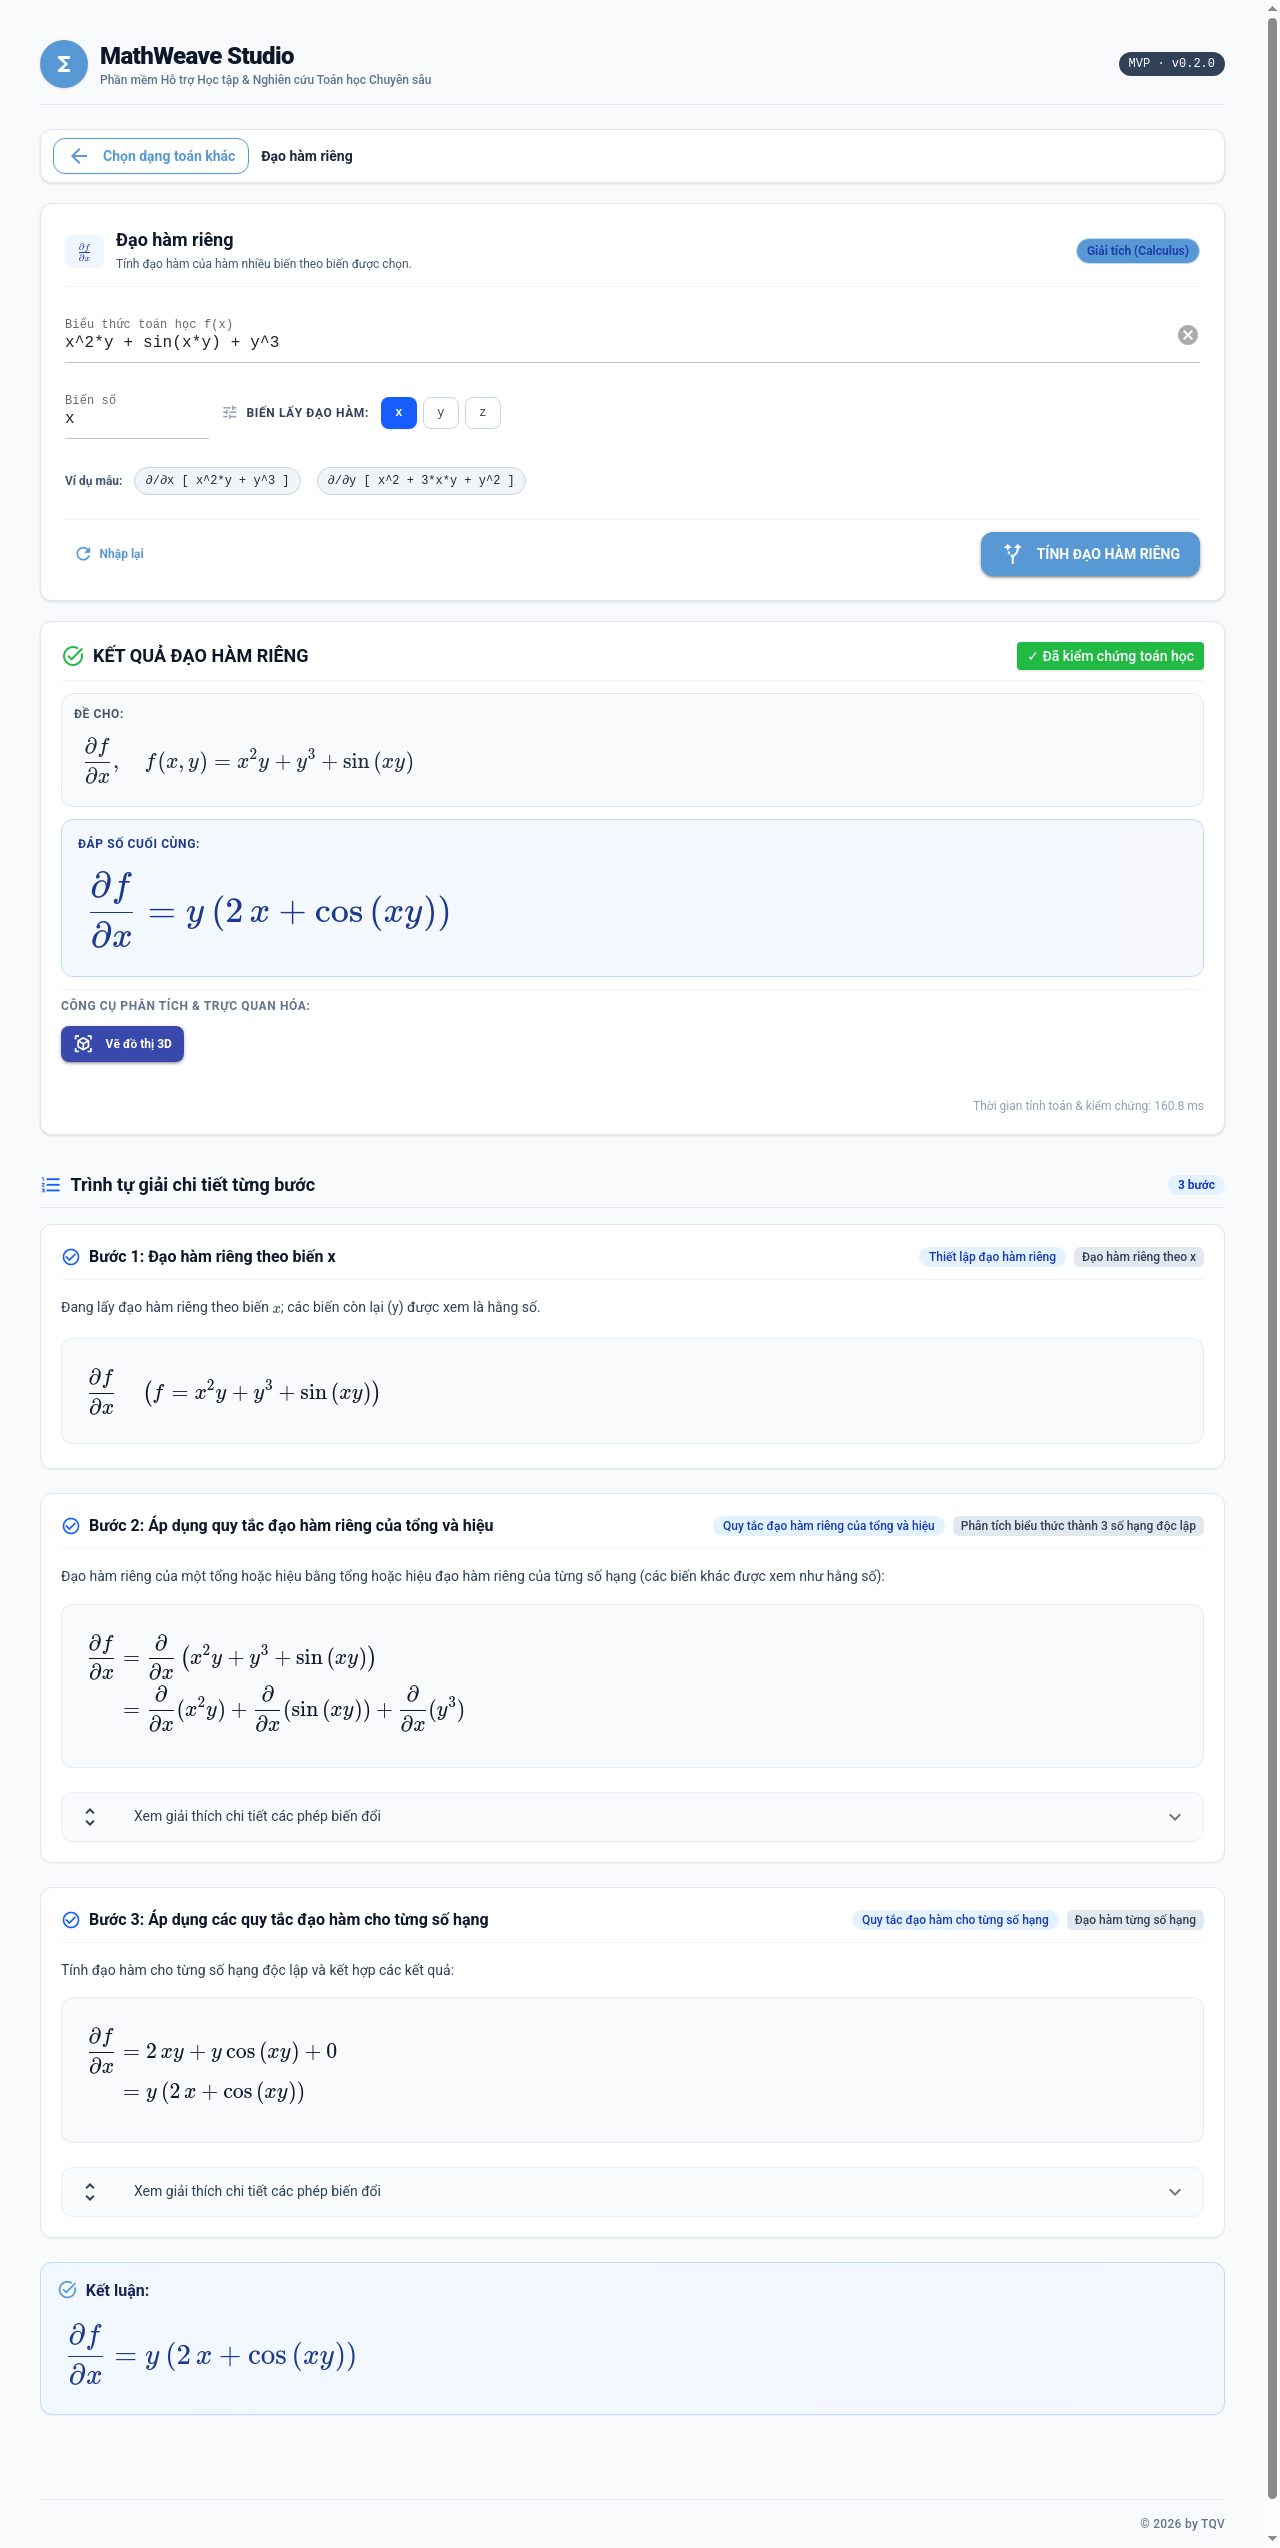 Σ
MathWeave Studio
Phần mềm Hỗ trợ Học tập & Nghiên cứu Toán học Chuyên sâu
MVP · v0.2.0
Chọn dạng toán khác
Đạo hàm riêng
∂f/∂x
Đạo hàm riêng
Tính đạo hàm của hàm nhiều biến theo biến được chọn.
Giải tích (Calculus)
Biểu thức toán học f(x)
x^2*y + sin(x*y) + y^3
Biến số
x
BIẾN LẤY ĐẠO HÀM:
x
y
z
Ví dụ mẫu:
∂/∂x [ x^2*y + y^3 ]
∂/∂y [ x^2 + 3*x*y + y^2 ]
Nhập lại
TÍNH ĐẠO HÀM RIÊNG
KẾT QUẢ ĐẠO HÀM RIÊNG
✓ Đã kiểm chứng toán học
ĐỀ CHO:
∂f/∂x, f(x, y) = x²y + y³ + sin (xy)
ĐÁP SỐ CUỐI CÙNG:
∂f/∂x = y (2 x + cos (xy))
CÔNG CỤ PHÂN TÍCH & TRỰC QUAN HÓA:
Vẽ đồ thị 3D
Thời gian tính toán & kiểm chứng: 160.8 ms
Trình tự giải chi tiết từng bước
3 bước
Bước 1: Đạo hàm riêng theo biến x
Thiết lập đạo hàm riêng
Đạo hàm riêng theo x
Đang lấy đạo hàm riêng theo biến x; các biến còn lại (y) được xem là hằng số.
∂f/∂x (f = x²y + y³ + sin (xy))
Bước 2: Áp dụng quy tắc đạo hàm riêng của tổng và hiệu
Quy tắc đạo hàm riêng của tổng và hiệu
Phân tích biểu thức thành 3 số hạng độc lập
Đạo hàm riêng của một tổng hoặc hiệu bằng tổng hoặc hiệu đạo hàm riêng của từng số hạng (các biến khác được xem như hằng số):
∂f/∂x = ∂/∂x (x²y + y³ + sin (xy))
= ∂/∂x (x²y) + ∂/∂x (sin (xy)) + ∂/∂x (y³)
Xem giải thích chi tiết các phép biến đổi
Bước 3: Áp dụng các quy tắc đạo hàm cho từng số hạng
Quy tắc đạo hàm cho từng số hạng
Đạo hàm từng số hạng
Tính đạo hàm cho từng số hạng độc lập và kết hợp các kết quả:
∂f/∂x = 2 xy + y cos (xy) + 0
= y (2 x + cos (xy))
Xem giải thích chi tiết các phép biến đổi
Kết luận:
∂f/∂x = y (2 x + cos (xy))
© 2026 by TQV